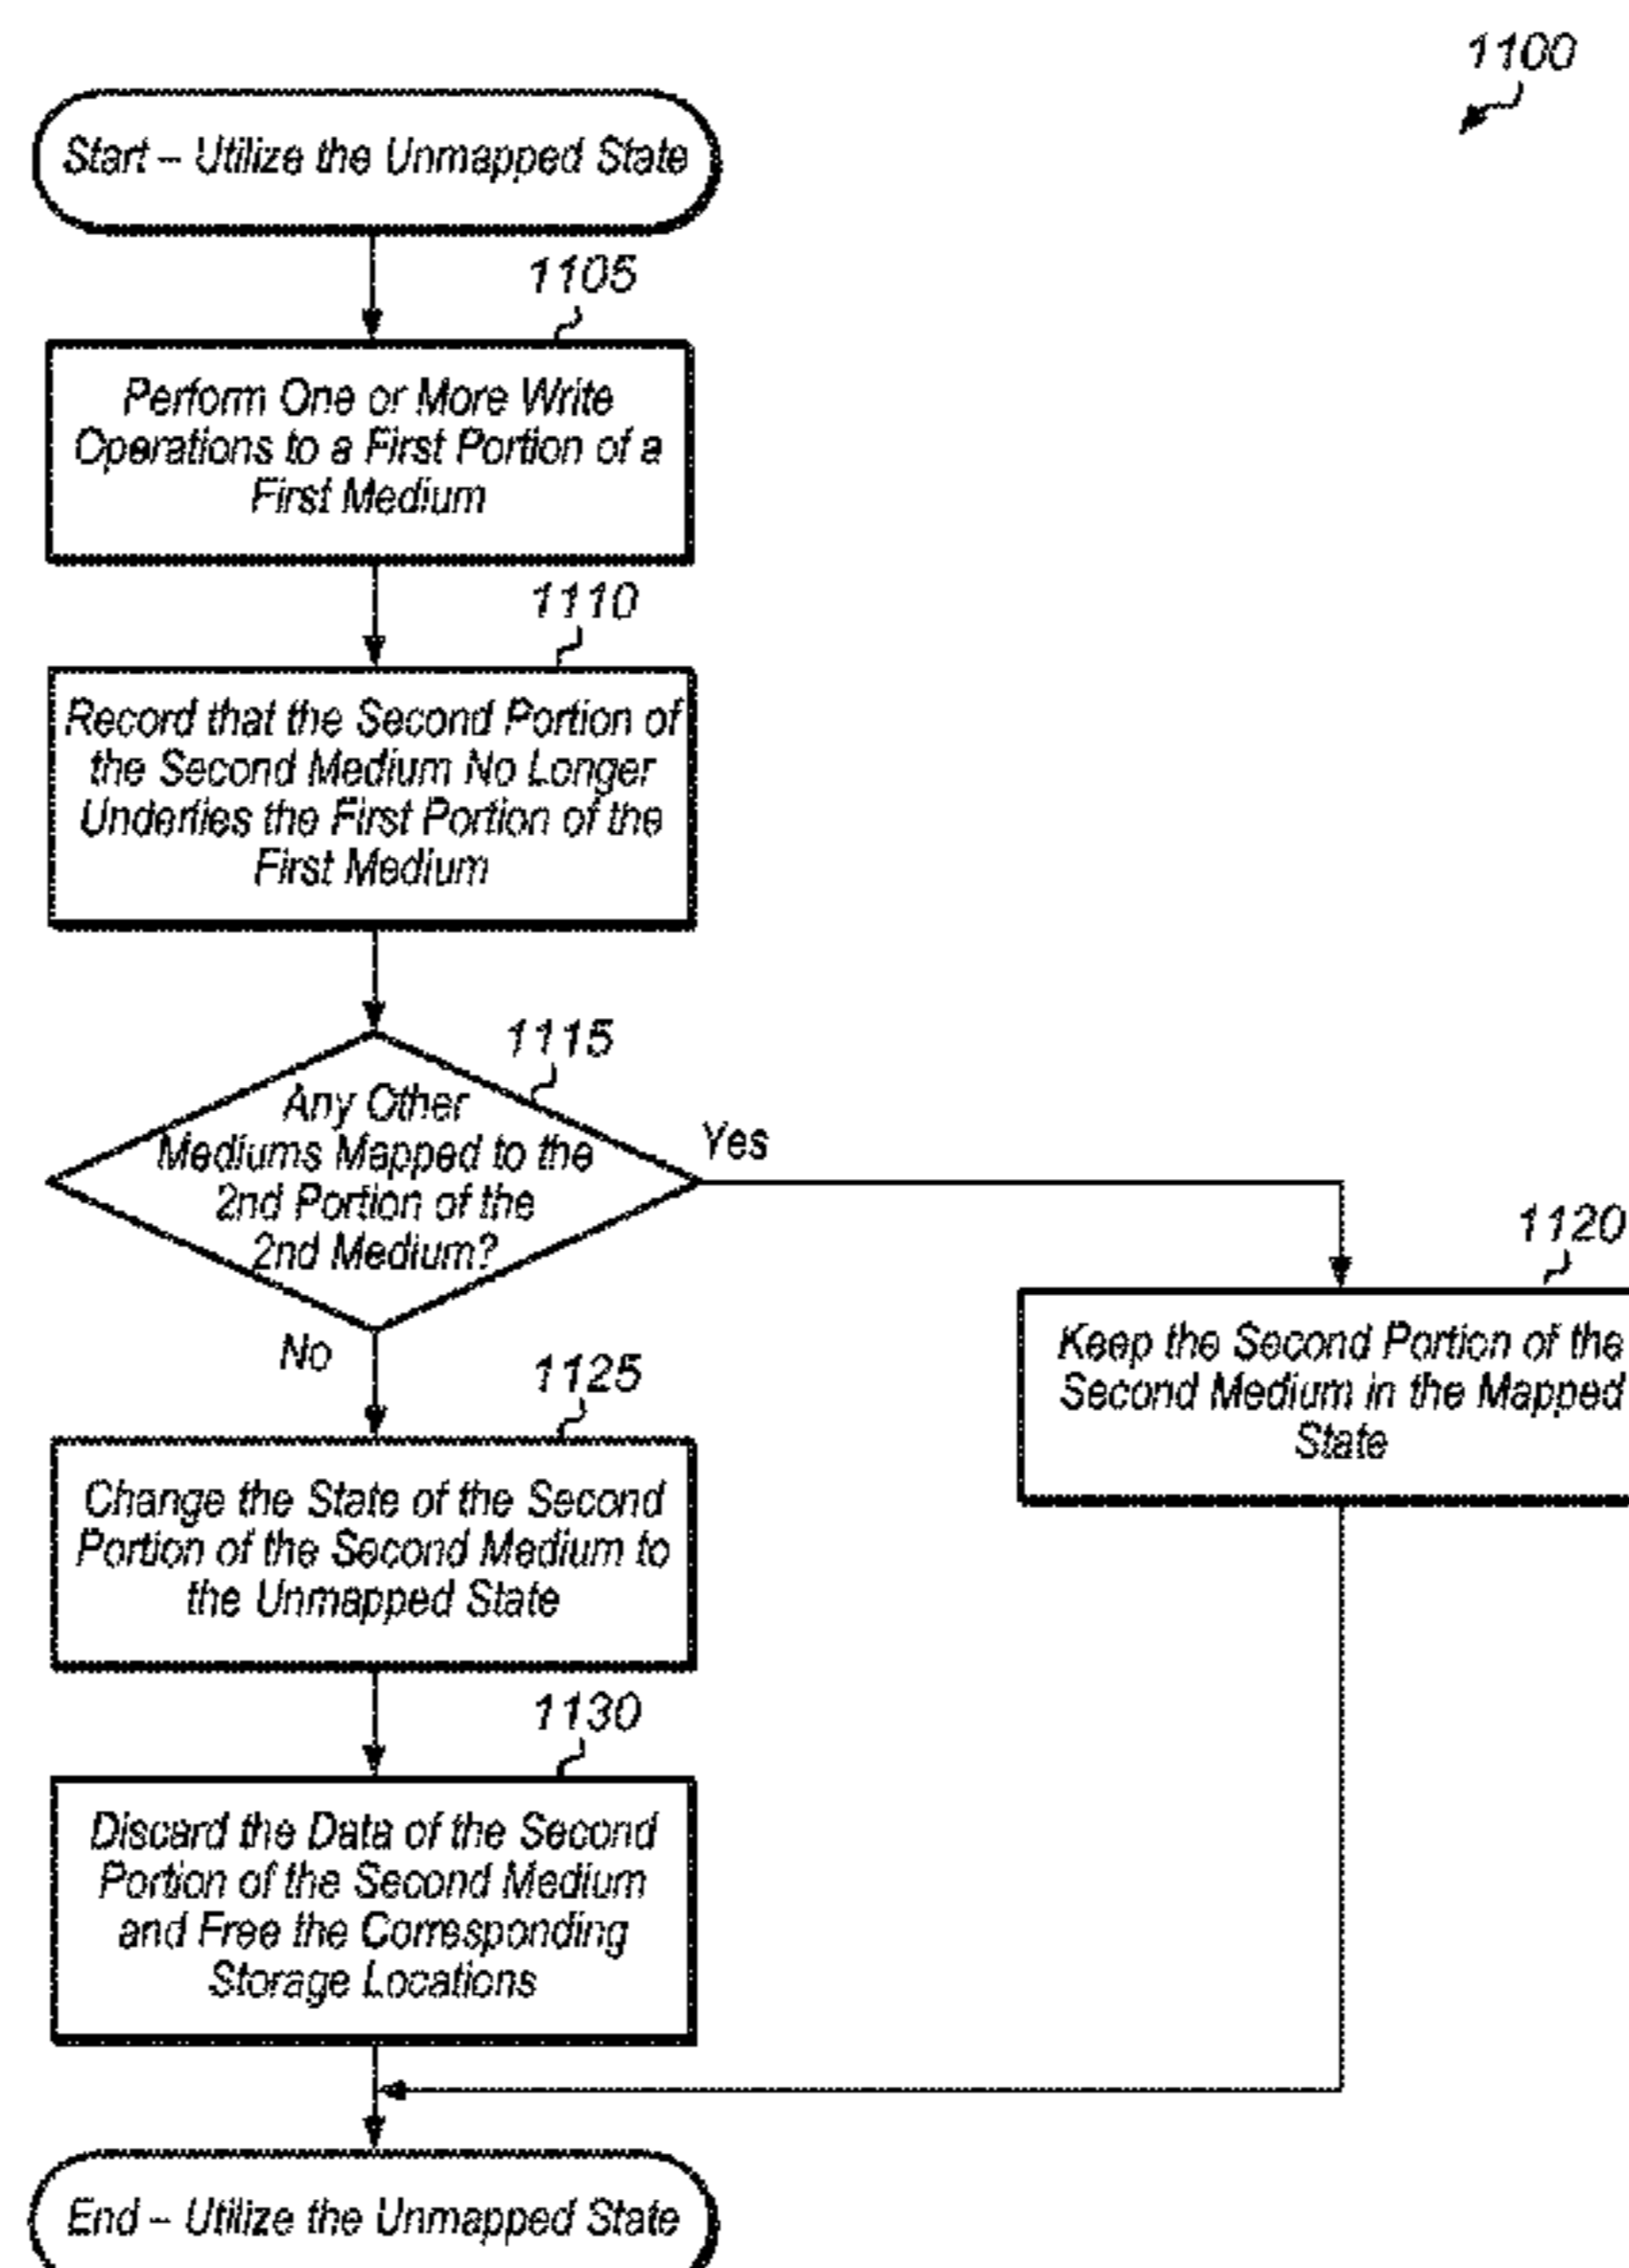 1100
Start – Utilize the Unmapped State
1105
Perform One or More Write
Operations to a First Portion of a
First Medium
1110
Record that the Second Portion of
the Second Medium No Longer
Underlies the First Portion of the
First Medium
1115
Any Other
Mediums Mapped to the
2nd Portion of the
2nd Medium?
Yes
No
1120
Keep the Second Portion of the
Second Medium in the Mapped
State
1125
Change the State of the Second
Portion of the Second Medium to
the Unmapped State
1130
Discard the Data of the Second
Portion of the Second Medium
and Free the Corresponding
Storage Locations
End – Utilize the Unmapped State